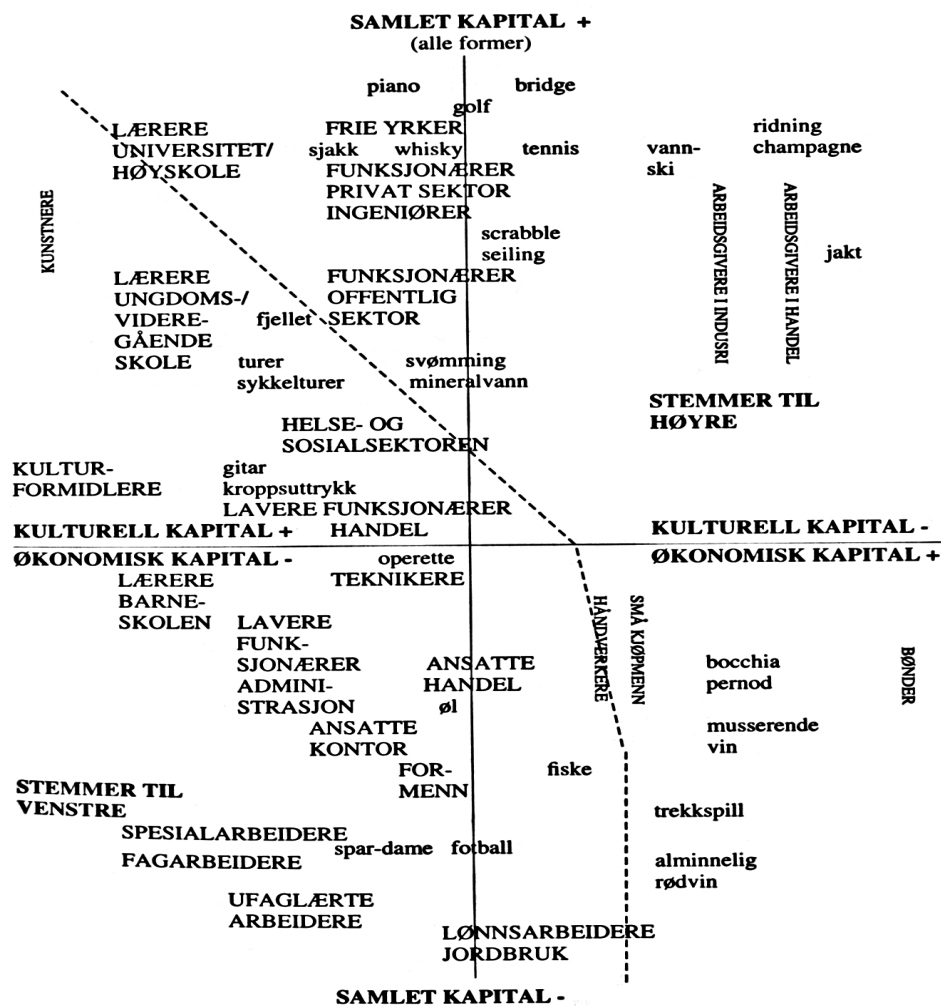 SAMLET KAPITAL +
(alle former)
piano bridge
golf
LÆRERE FRIE YRKER ridning
UNIVERSITET/ sjakk whisky tennis vann- champagne
HØYSKOLE FUNKSJONÆRER ski
PRIVAT SEKTOR
INGENIØRER
KUNSTNERE
ARBEIDSGIVERE I INDUSRI
ARBEIDSGIVERE I HANDEL
scrabble
seiling jakt
LÆRERE FUNKSJONÆRER
UNGDOMS-/ OFFENTLIG
VIDERE- fjellet SEKTOR
GÅENDE
SKOLE turer svømming
sykkelturer mineralvann
STEMMER TIL
HØYRE
HELSE- OG
SOSIALSEKTOREN
KULTUR- gitar
FORMIDLERE kroppsuttrykk
LAVERE FUNKSJONÆRER
KULTURELL KAPITAL + HANDEL KULTURELL KAPITAL -
ØKONOMISK KAPITAL - operette ØKONOMISK KAPITAL +
LÆRERE TEKNIKERE
BARNE-
SKOLEN LAVERE
FUNK-
SJONÆRER ANSATTE bocchia
ADMINI- HANDEL pernod
STRASJON øl
HÅNDVERKERE
SMÅ KJØPMENN
BØNDER
ANSATTE musserende
KONTOR vin
FOR- fiske
MENN
STEMMER TIL
VENSTRE trekkspill
SPESIALARBEIDERE
spar-dame fotball
FAGARBEIDERE alminnelig
rødvin
UFAGLÆRTE
ARBEIDERE
LØNNSARBEIDERE
JORDBRUK
SAMLET KAPITAL -